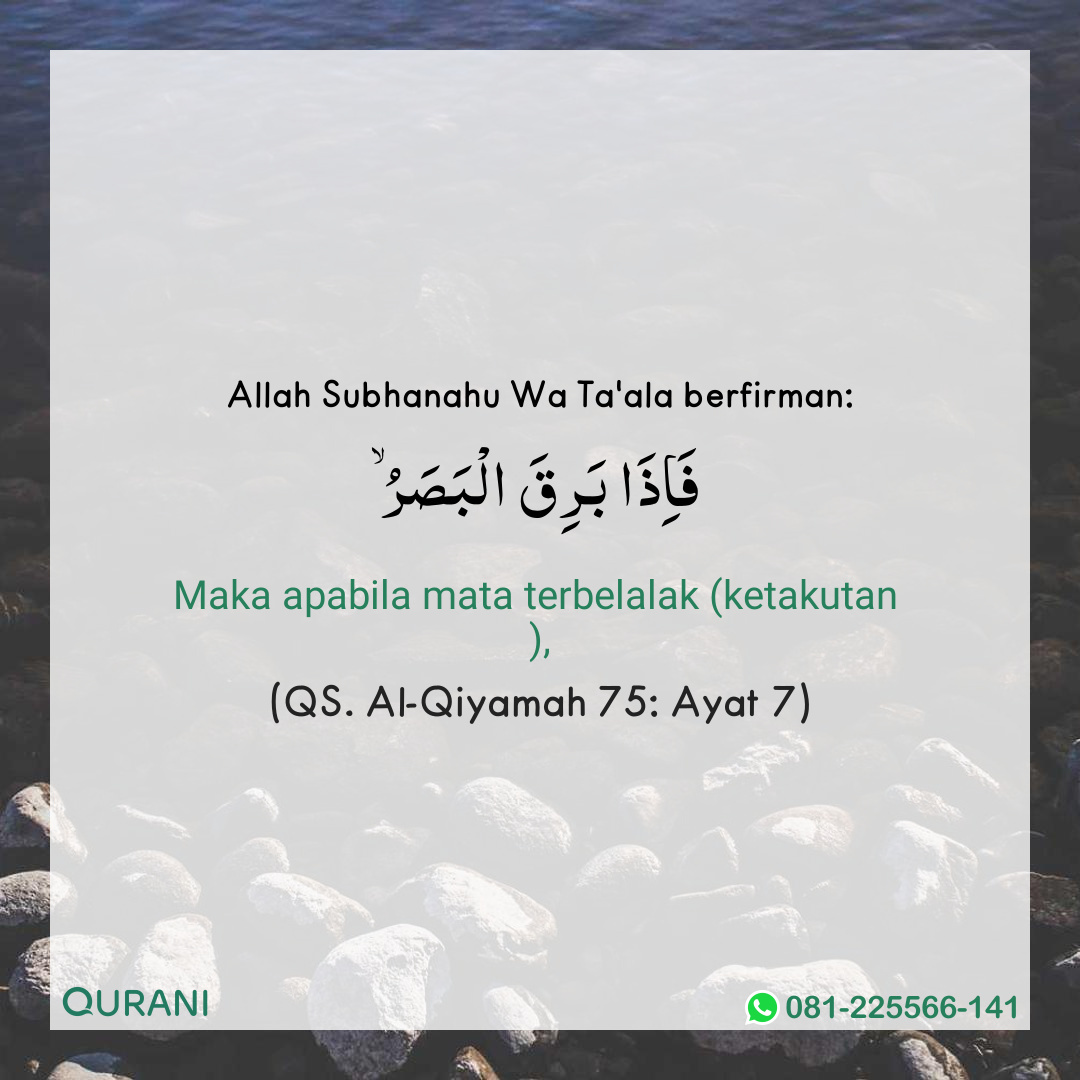 Allah Subhanahu Wa Ta'ala berfirman:
فَاِذَا بَرِقَ الْبَصَرُۙ
Maka apabila mata terbelalak (ketakutan
),
(QS. Al-Qiyamah 75: Ayat 7)
QURANI
081-225566-141